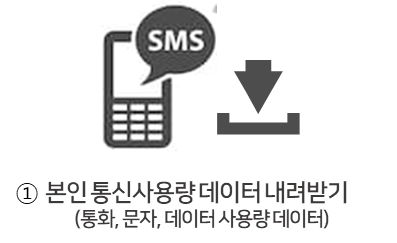 SMS
① 본인 통신사용량 데이터 내려받기
(통화, 문자, 데이터 사용량 데이터)